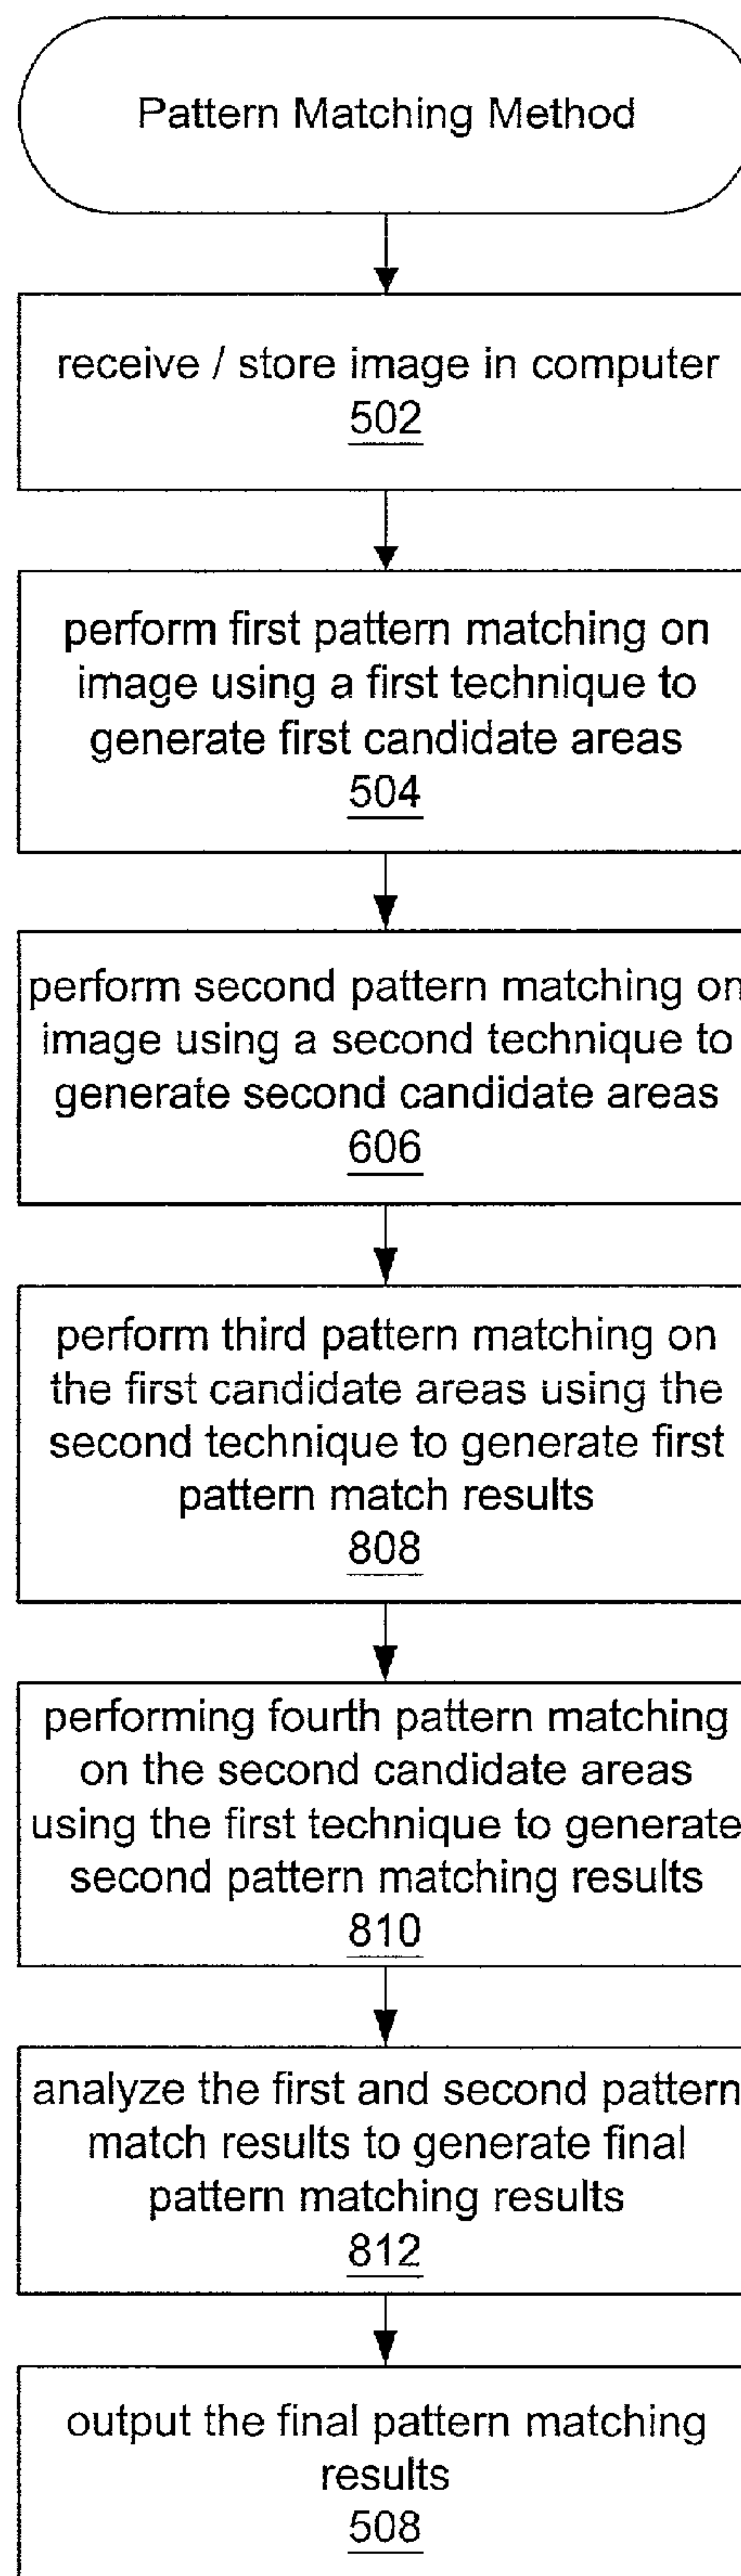 Pattern Matching Method
receive / store image in computer
502
perform first pattern matching on
image using a first technique to
generate first candidate areas
504
perform second pattern matching on
image using a second technique to
generate second candidate areas
606
perform third pattern matching on
the first candidate areas using the
second technique to generate first
pattern match results
808
performing fourth pattern matching
on the second candidate areas
using the first technique to generate
second pattern matching results
810
analyze the first and second pattern
match results to generate final
pattern matching results
812
output the final pattern matching
results
508